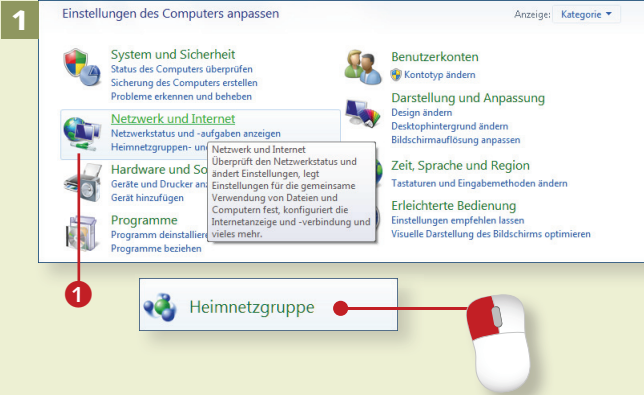 1
Einstellungen des Computers anpassen
Anzeige: Kategorie
System und Sicherheit
Status des Computers überprüfen
Sicherung des Computers erstellen
Probleme erkennen und beheben
Netzwerk und Internet
Netzwerkstatus und -aufgaben anzeigen
Heimnetzgruppen- und
Netzwerk und Internet
Überprüft den Netzwerkstatus und
ändert Einstellungen, legt
Einstellungen für die gemeinsame
Verwendung von Dateien und
Computern fest, konfiguriert die
Internetanzeige und -verbindung und
vieles mehr.
Hardware und So
Geräte und Drucker anz
Gerät hinzufügen
Programme
Programm deinstalliere
Programme beziehen
Benutzerkonten
Kontotyp ändern
Darstellung und Anpassung
Design ändern
Desktophintergrund ändern
Bildschirmauflösung anpassen
Zeit, Sprache und Region
Tastaturen und Eingabemethoden ändern
Erleichterte Bedienung
Einstellungen empfehlen lassen
Visuelle Darstellung des Bildschirms optimieren
1
Heimnetzgruppe